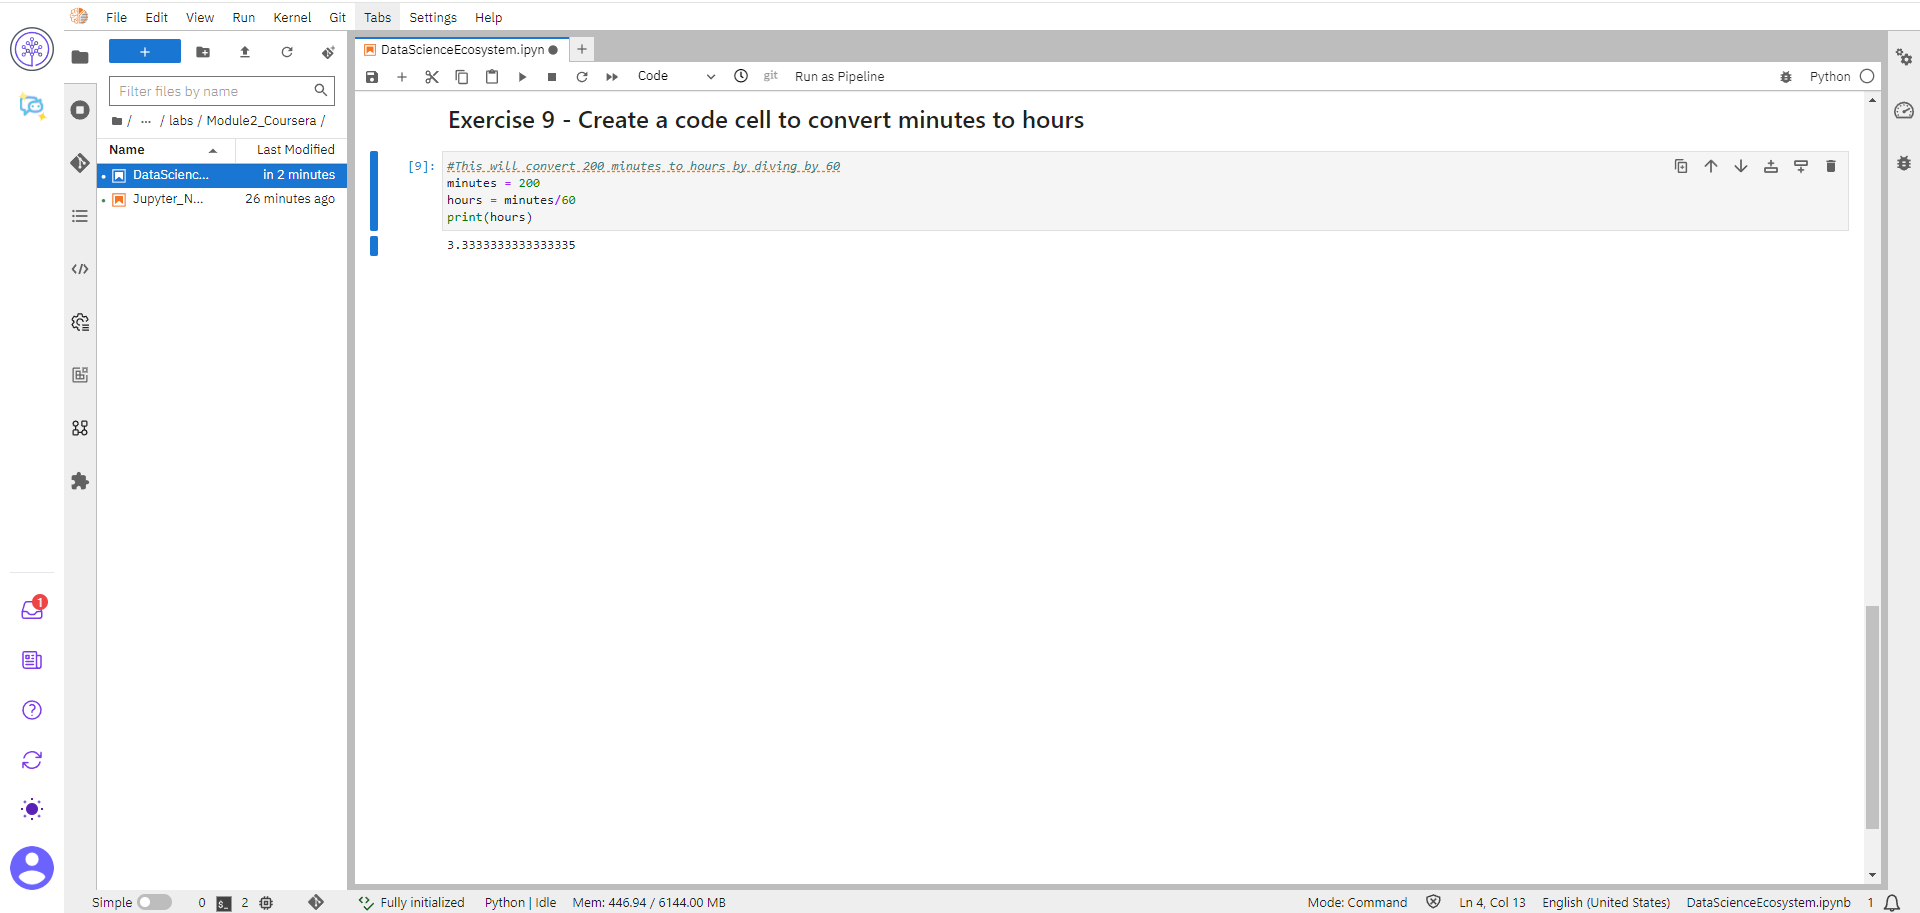 File Edit View Run Kernel Git Tabs Settings Help
DataScienceEcosystem.ipyn
Filter files by name
Code
git
Run as Pipeline
Python
/ ... / labs / Module2_Coursera /
Name Last Modified
DataScienc... in 2 minutes
Jupyter_N... 26 minutes ago
Exercise 9 - Create a code cell to convert minutes to hours
[9]:
#This will convert 200 minutes to hours by diving by 60
minutes = 200
hours = minutes/60
print(hours)
3.3333333333333335
1
Simple 0 $_ 2 Fully initialized Python | Idle Mem: 446.94 / 6144.00 MB Mode: Command Ln 4, Col 13 English (United States) DataScienceEcosystem.ipynb 1